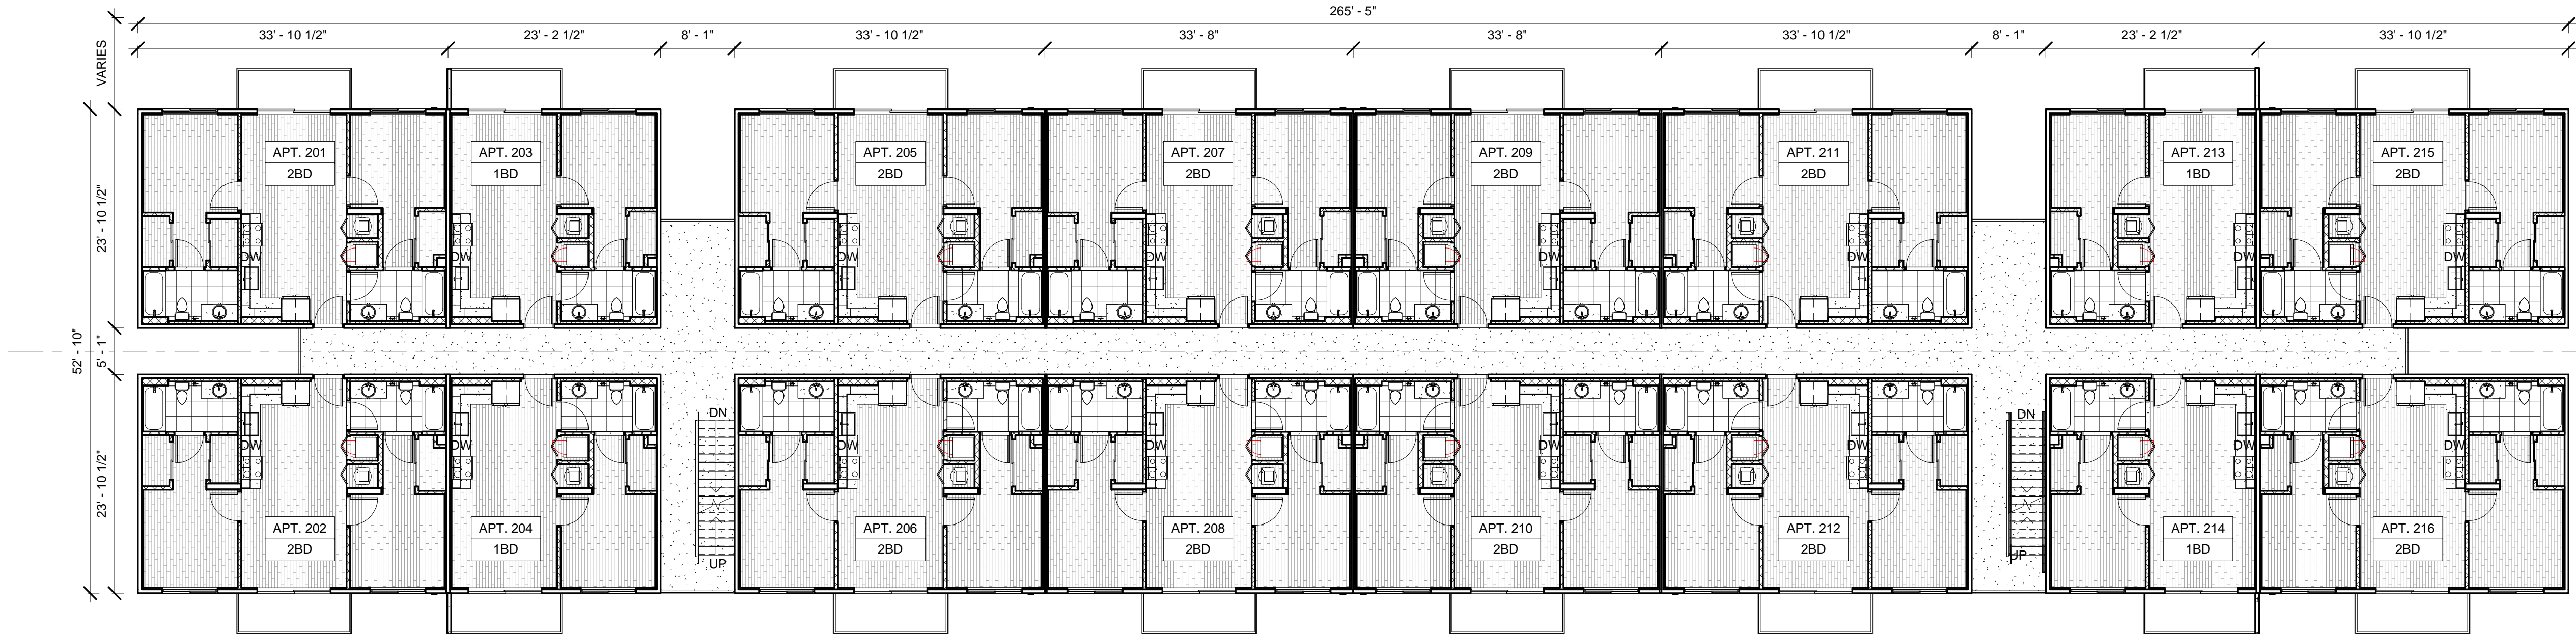 265' - 5"
33' - 10 1/2"
23' - 2 1/2"
8' - 1"
33' - 10 1/2"
33' - 8"
33' - 8"
33' - 10 1/2"
8' - 1"
23' - 2 1/2"
33' - 10 1/2"
VARIES
APT. 201
2BD
APT. 203
1BD
APT. 205
2BD
APT. 207
2BD
APT. 209
2BD
APT. 211
2BD
APT. 213
1BD
APT. 215
2BD
23' - 10 1/2"
DW
DW
DW
DW
DW
DW
DW
DW
52' - 10"
5' - 1"
DN
DN
DW
DW
DW
DW
DW
DW
DW
DW
23' - 10 1/2"
APT. 202
2BD
APT. 204
1BD
APT. 206
2BD
APT. 208
2BD
APT. 210
2BD
APT. 212
2BD
APT. 214
1BD
APT. 216
2BD
UP
UP